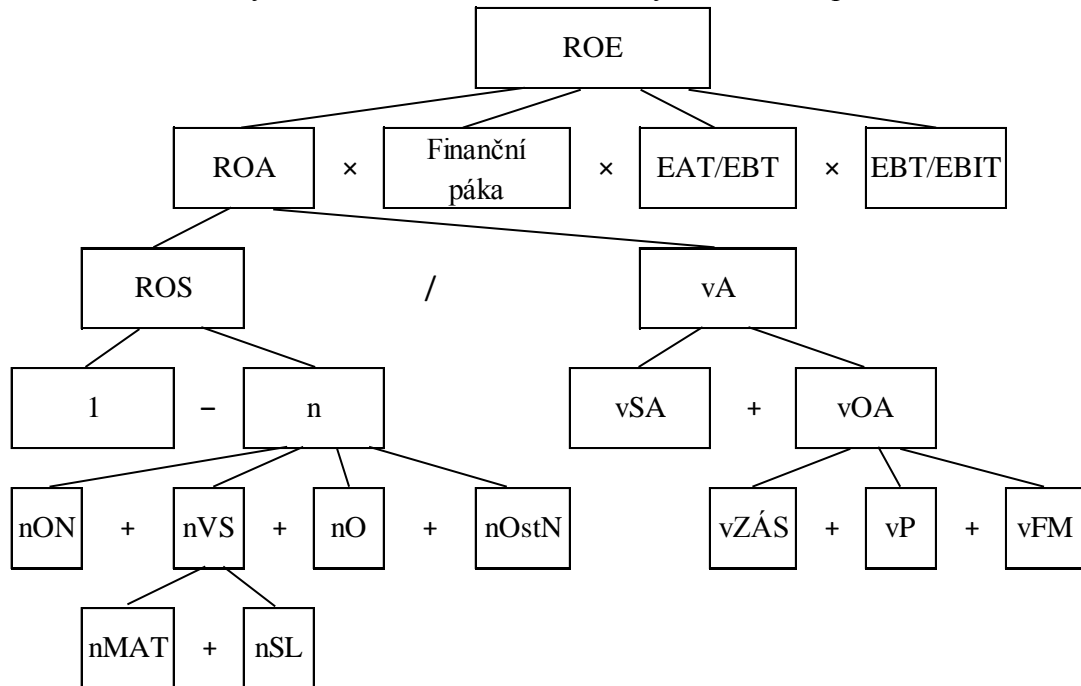 ROE
ROA × Finanční páka × EAT/EBT × EBT/EBIT
ROS / vA
1 − n vSA + vOA
nON + nVS + nO + nOstN vZÁS + vP + vFM
nMAT + nSL